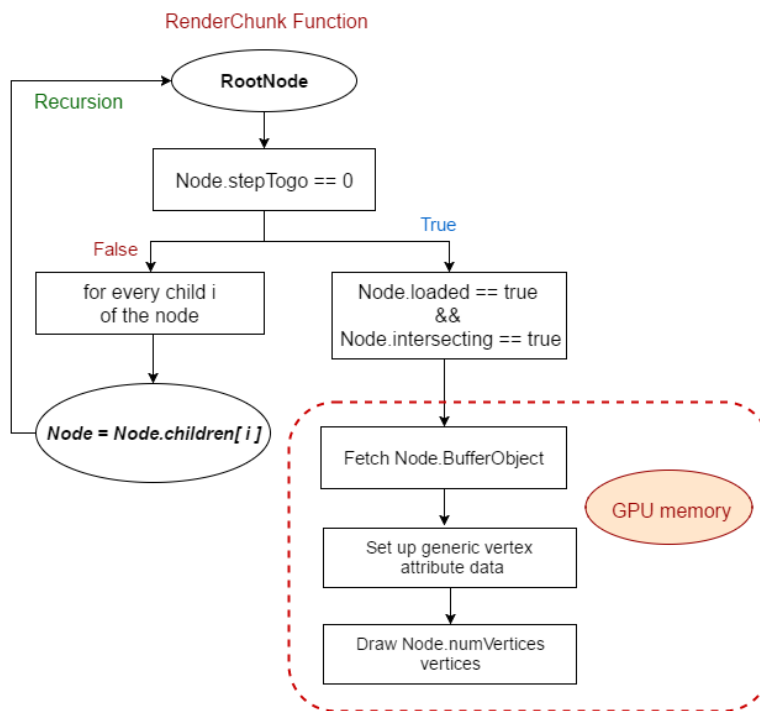 RenderChunk Function
RootNode
Recursion
Node.stepTogo == 0
True
False
for every child i
of the node
Node.loaded == true
&&
Node.intersecting == true
Node = Node.children[ i ]
Fetch Node.BufferObject
GPU memory
Set up generic vertex
attribute data
Draw Node.numVertices
vertices